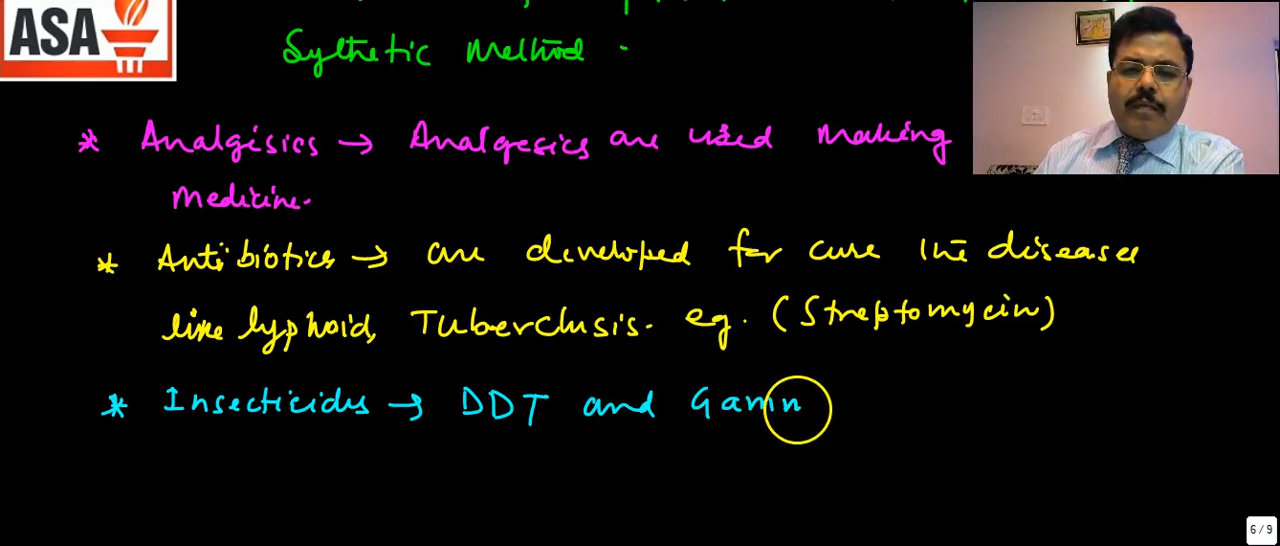 ASA
Sythetic Method.
* Analgisics → Analgesics are used making
medicine.
* Antibiotics → are developed for cure the diseases
like typhoid, Tuberclusis. eg. (Streptomycin)
* Insecticides → DDT and Gamn
6/9